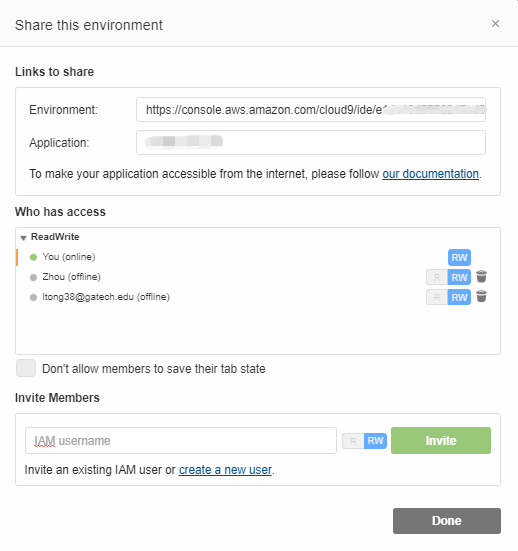 Share this environment
×
Links to share
Environment:
https://console.aws.amazon.com/cloud9/ide/e1
Application:
To make your application accessible from the internet, please follow our documentation.
Who has access
ReadWrite
You (online) RW
Zhou (offline) R RW
ltong38@gatech.edu (offline) R RW
Don't allow members to save their tab state
Invite Members
IAM username R RW Invite
Invite an existing IAM user or create a new user.
Done